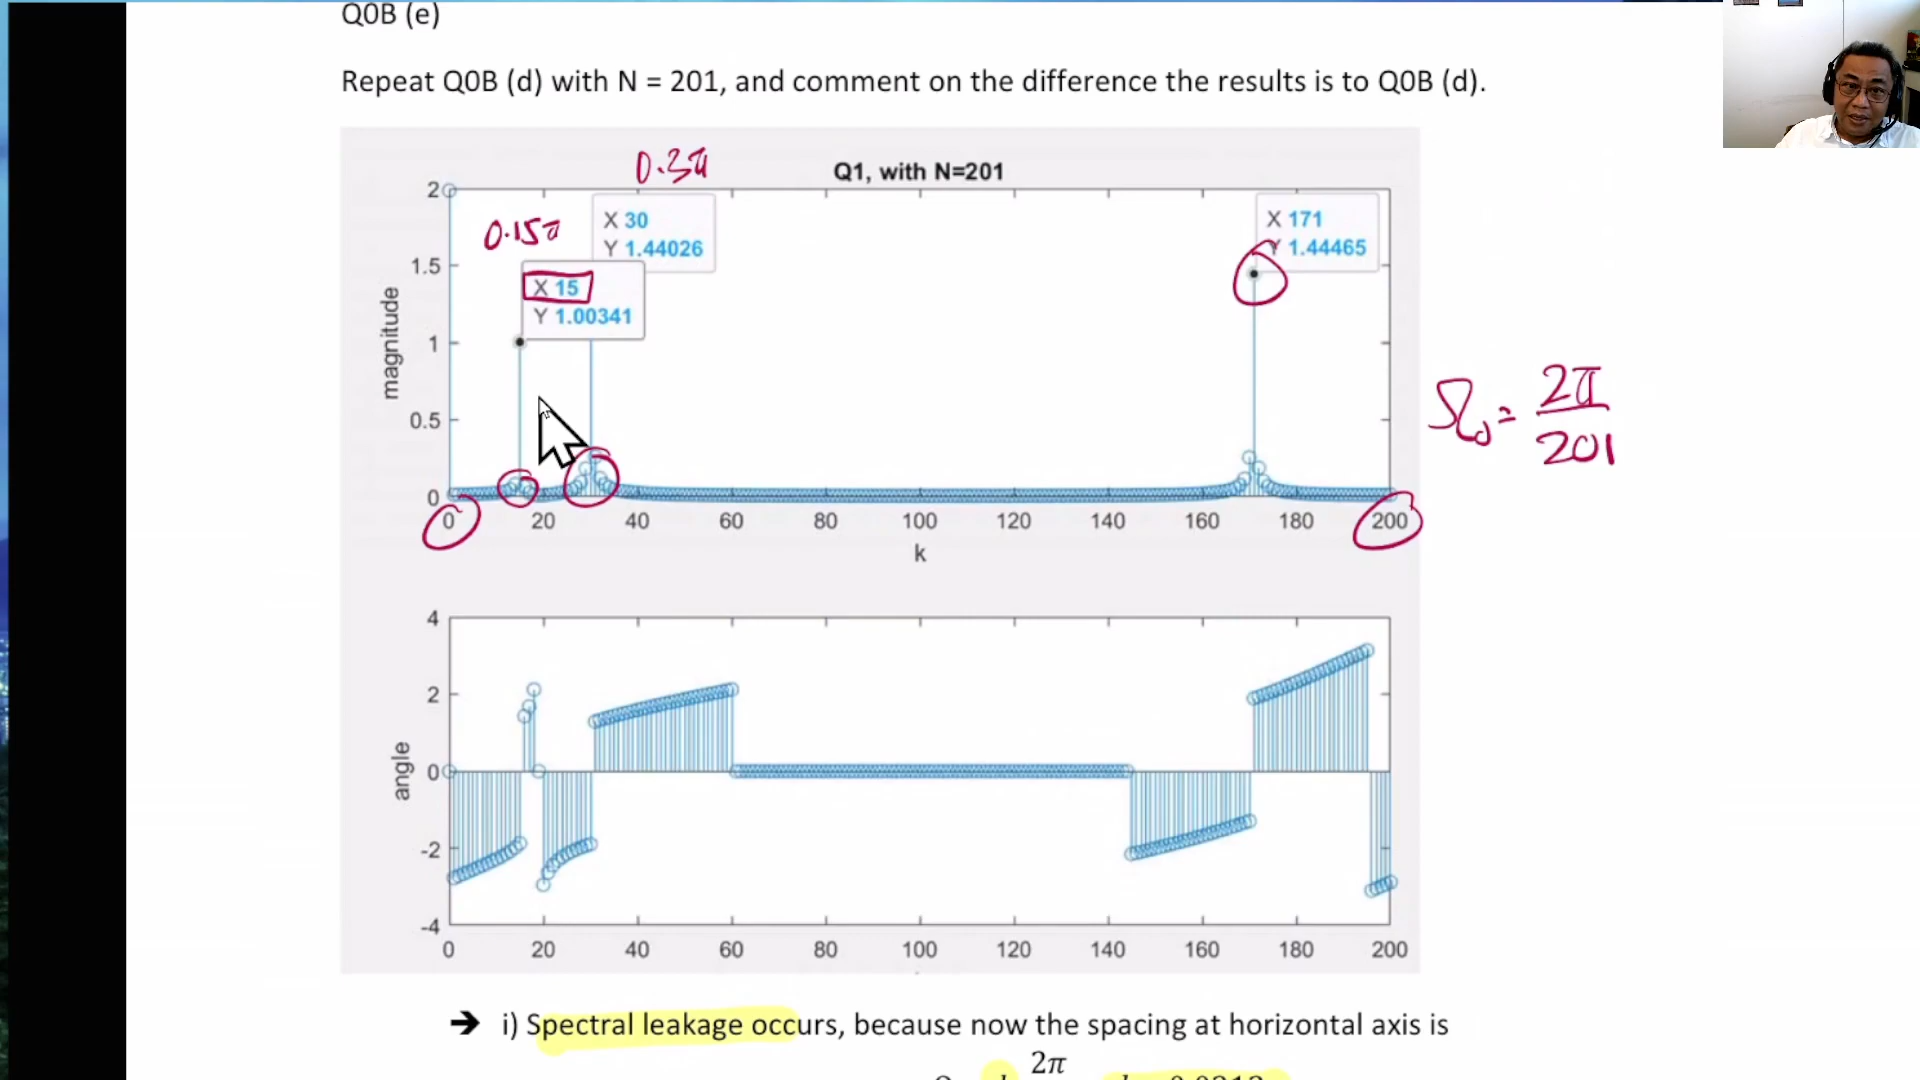 Q0B (e)
Repeat Q0B (d) with N = 201, and comment on the difference the results is to Q0B (d).
0.3π
Q1, with N=201
2
0.15π
X 30
Y 1.44026
X 171
Y 1.44465
1.5
X 15
Y 1.00341
magnitude
1
0.5
0
Ω₀ = 2π
201
0 20 40 60 80 100 120 140 160 180 200
k
4
2
angle
0
-2
-4
0 20 40 60 80 100 120 140 160 180 200
➔ i) Spectral leakage occurs, because now the spacing at horizontal axis is
2π